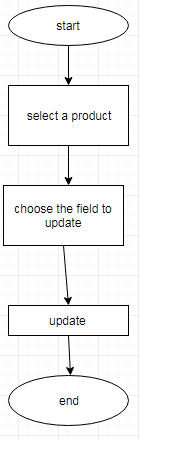 start
select a product
choose the field to
update
update
end